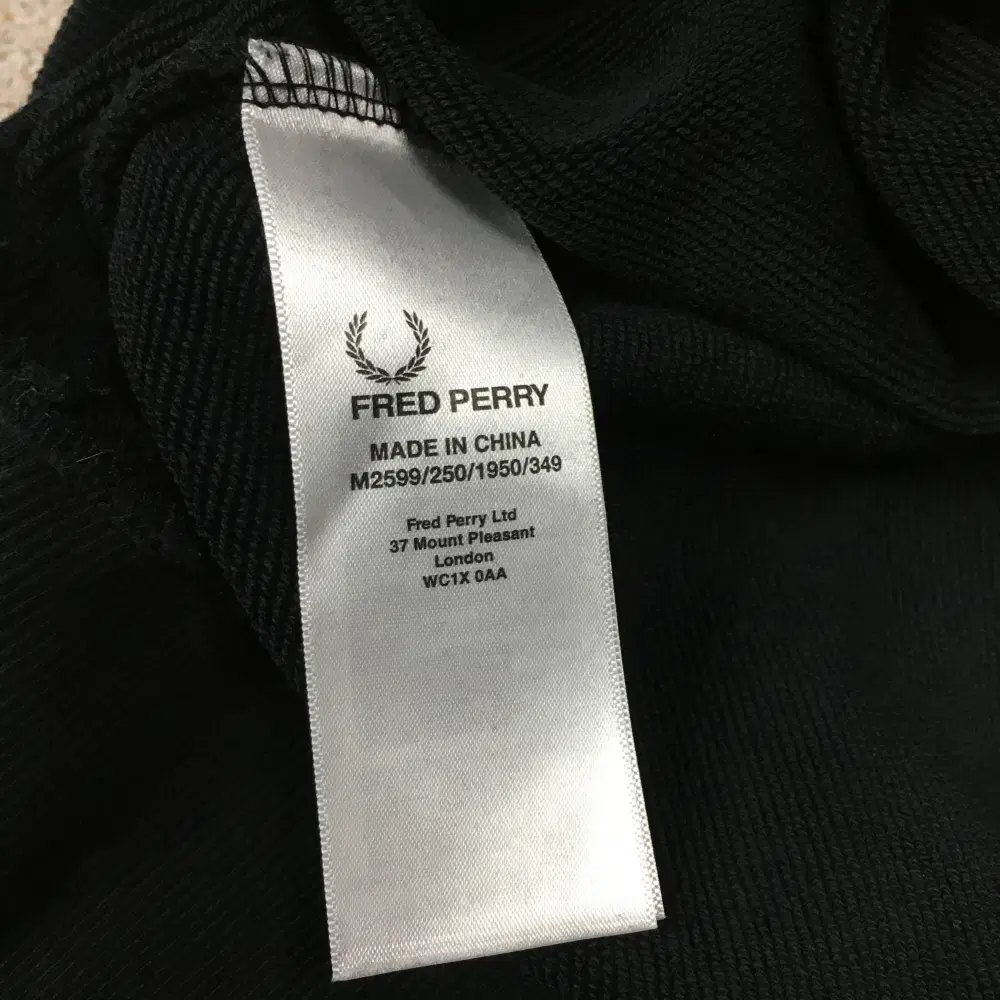 FRED PERRY
MADE IN CHINA
M2599/250/1950/349
Fred Perry Ltd
37 Mount Pleasant
London
WC1X 0AA